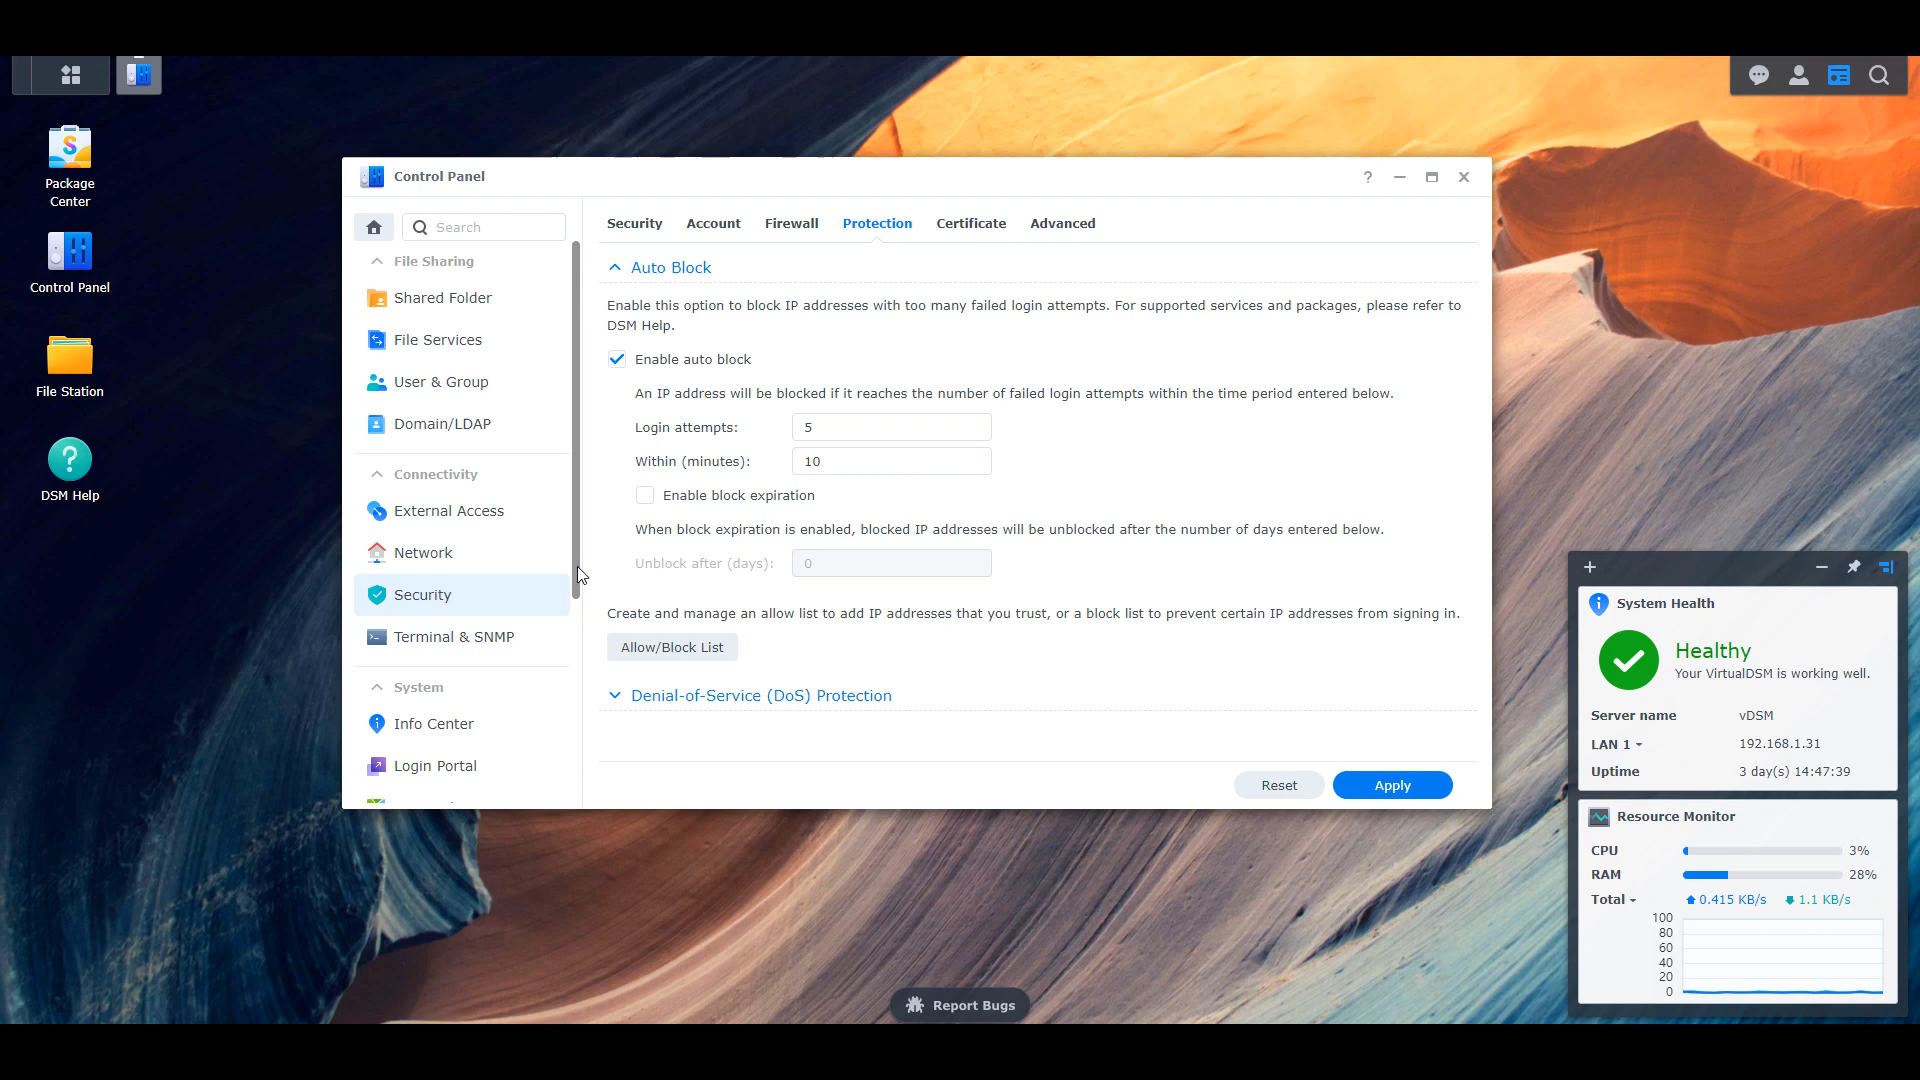 Package
Center
Control Panel
File Station
DSM Help
Control Panel
Search
File Sharing
Shared Folder
File Services
User & Group
Domain/LDAP
Connectivity
External Access
Network
Security
Terminal & SNMP
System
Info Center
Login Portal
Security Account Firewall Protection Certificate Advanced
Auto Block
Enable this option to block IP addresses with too many failed login attempts. For supported services and packages, please refer to
DSM Help.
Enable auto block
An IP address will be blocked if it reaches the number of failed login attempts within the time period entered below.
Login attempts: 5
Within (minutes): 10
Enable block expiration
When block expiration is enabled, blocked IP addresses will be unblocked after the number of days entered below.
Unblock after (days): 0
Create and manage an allow list to add IP addresses that you trust, or a block list to prevent certain IP addresses from signing in.
Allow/Block List
Denial-of-Service (DoS) Protection
Reset Apply
System Health
Healthy
Your VirtualDSM is working well.
Server name vDSM
LAN 1 192.168.1.31
Uptime 3 day(s) 14:47:39
Resource Monitor
CPU 3%
RAM 28%
Total 0.415 KB/s 1.1 KB/s
100
80
60
40
20
0
Report Bugs